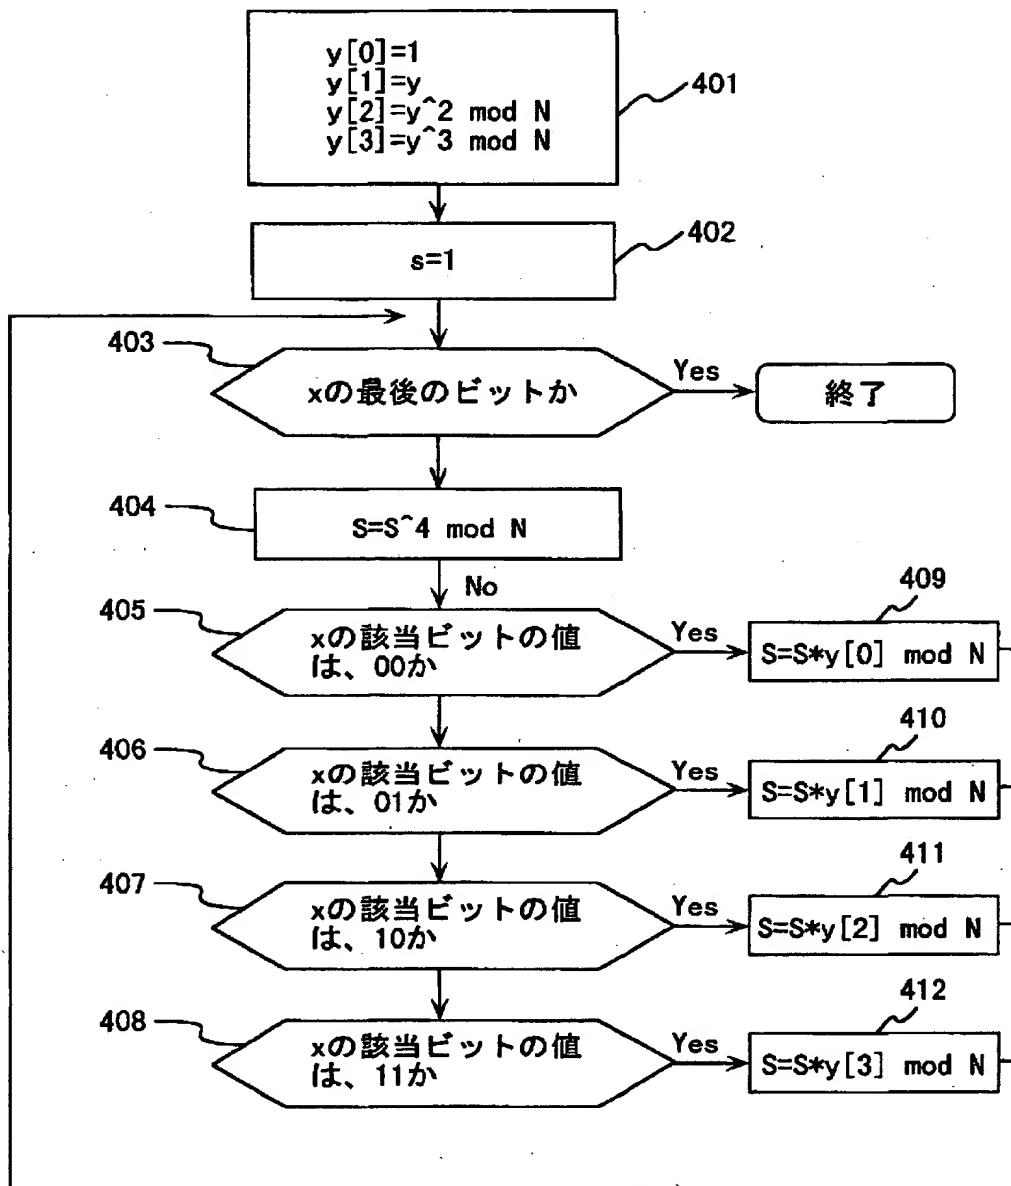 y[0]=1
y[1]=y
y[2]=y^2 mod N
y[3]=y^3 mod N
401
s=1
402
403
xの最後のビットか
Yes
終了
404
S=S^4 mod N
No
405
xの該当ビットの値
は、00か
Yes
409
S=S*y[0] mod N
406
xの該当ビットの値
は、01か
Yes
410
S=S*y[1] mod N
407
xの該当ビットの値
は、10か
Yes
411
S=S*y[2] mod N
408
xの該当ビットの値
は、11か
Yes
412
S=S*y[3] mod N